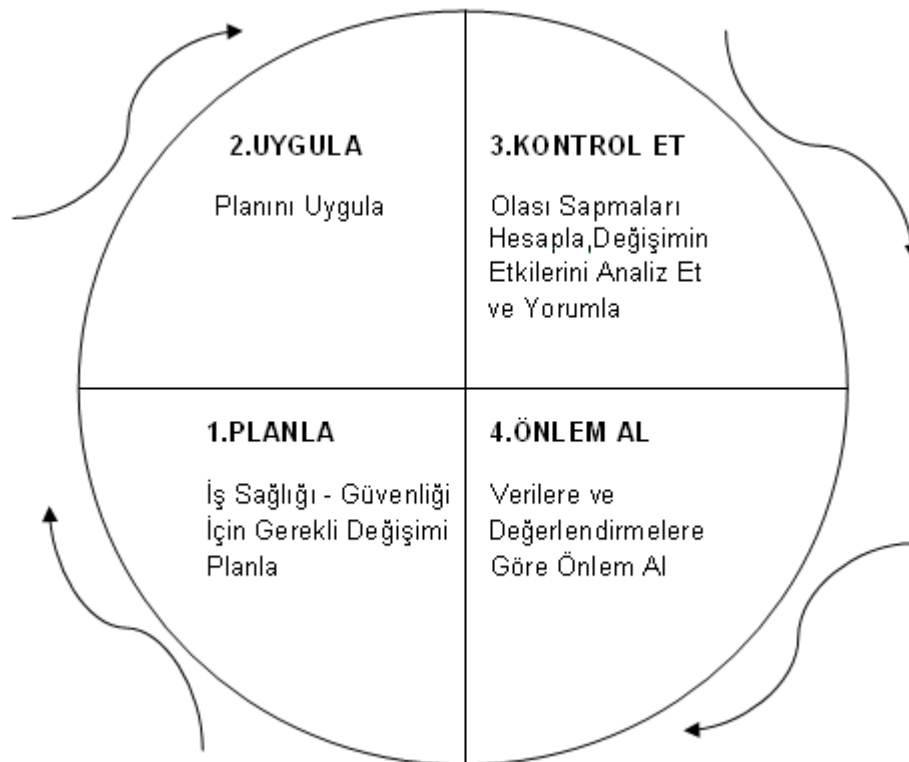 2.UYGULA
Planını Uygula
3.KONTROL ET
Olası Sapmaları
Hesapla,Değişimin
Etkilerini Analiz Et
ve Yorumla
1.PLANLA
İş Sağlığı - Güvenliği
İçin Gerekli Değişimi
Planla
4.ÖNLEM AL
Verilere ve
Değerlendirmelere
Göre Önlem Al